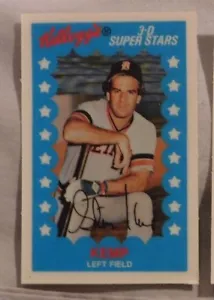 Kellogg's® 3-D
SUPER STARS
KEMP
LEFT FIELD